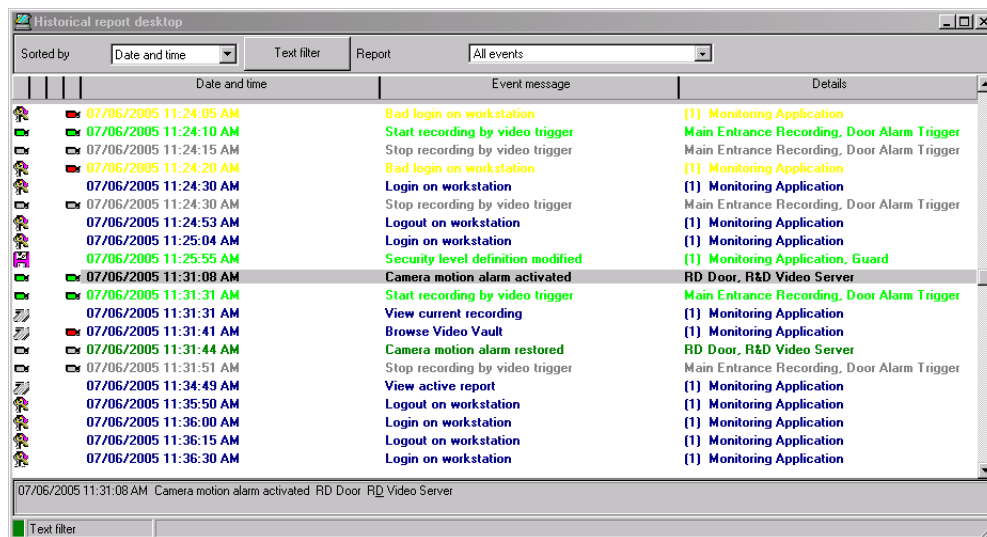 Historical report desktop
Sorted by Date and time Text filter Report All events
Date and time Event message Details
07/06/2005 11:24:05 AM Bad login on workstation (1) Monitoring Application
07/06/2005 11:24:10 AM Start recording by video trigger Main Entrance Recording, Door Alarm Trigger
07/06/2005 11:24:15 AM Stop recording by video trigger Main Entrance Recording, Door Alarm Trigger
07/06/2005 11:24:20 AM Bad login on workstation (1) Monitoring Application
07/06/2005 11:24:30 AM Login on workstation (1) Monitoring Application
07/06/2005 11:24:30 AM Stop recording by video trigger Main Entrance Recording, Door Alarm Trigger
07/06/2005 11:24:53 AM Logout on workstation (1) Monitoring Application
07/06/2005 11:25:04 AM Login on workstation (1) Monitoring Application
07/06/2005 11:25:55 AM Security level definition modified (1) Monitoring Application, Guard
07/06/2005 11:31:08 AM Camera motion alarm activated RD Door, R&D Video Server
07/06/2005 11:31:31 AM Start recording by video trigger Main Entrance Recording, Door Alarm Trigger
07/06/2005 11:31:31 AM View current recording (1) Monitoring Application
07/06/2005 11:31:41 AM Browse Video Vault (1) Monitoring Application
07/06/2005 11:31:44 AM Camera motion alarm restored RD Door, R&D Video Server
07/06/2005 11:31:51 AM Stop recording by video trigger Main Entrance Recording, Door Alarm Trigger
07/06/2005 11:34:49 AM View active report (1) Monitoring Application
07/06/2005 11:35:50 AM Logout on workstation (1) Monitoring Application
07/06/2005 11:36:00 AM Login on workstation (1) Monitoring Application
07/06/2005 11:36:15 AM Logout on workstation (1) Monitoring Application
07/06/2005 11:36:30 AM Login on workstation (1) Monitoring Application
07/06/2005 11:31:08 AM Camera motion alarm activated RD Door RD Video Server
Text filter